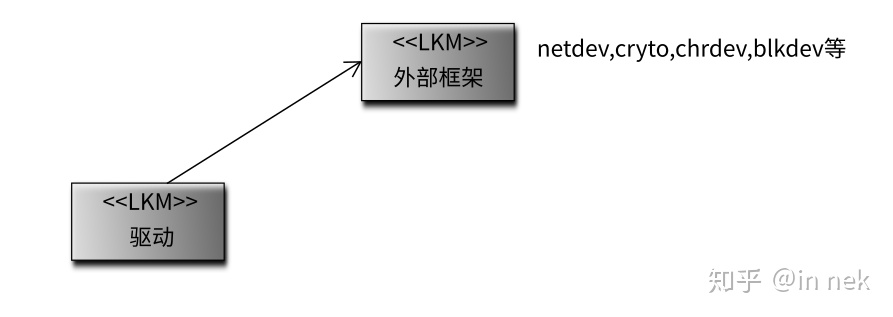 <<LKM>>
外部框架
netdev,cryto,chrdev,blkdev等
<<LKM>>
驱动
知乎 @in nek